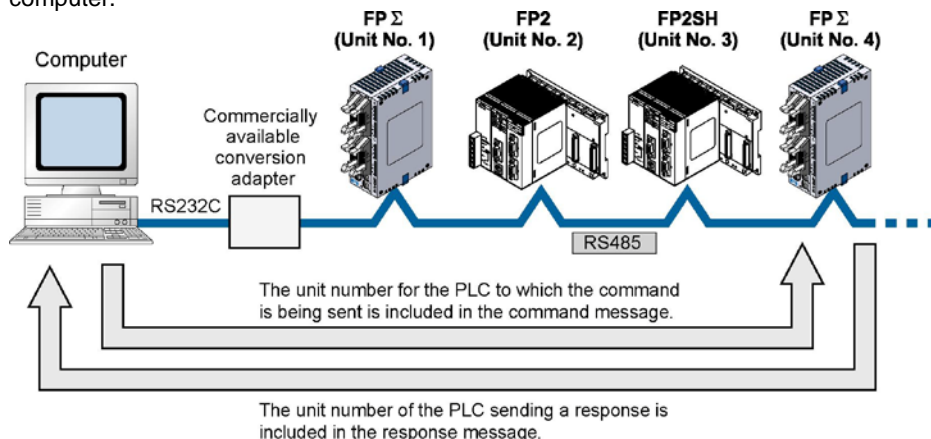 computer.
FP Σ
(Unit No. 1)
FP2
(Unit No. 2)
FP2SH
(Unit No. 3)
FP Σ
(Unit No. 4)
Computer
Commercially
available
conversion
adapter
RS232C
RS485
The unit number for the PLC to which the command
is being sent is included in the command message.
The unit number of the PLC sending a response is
included in the response message.